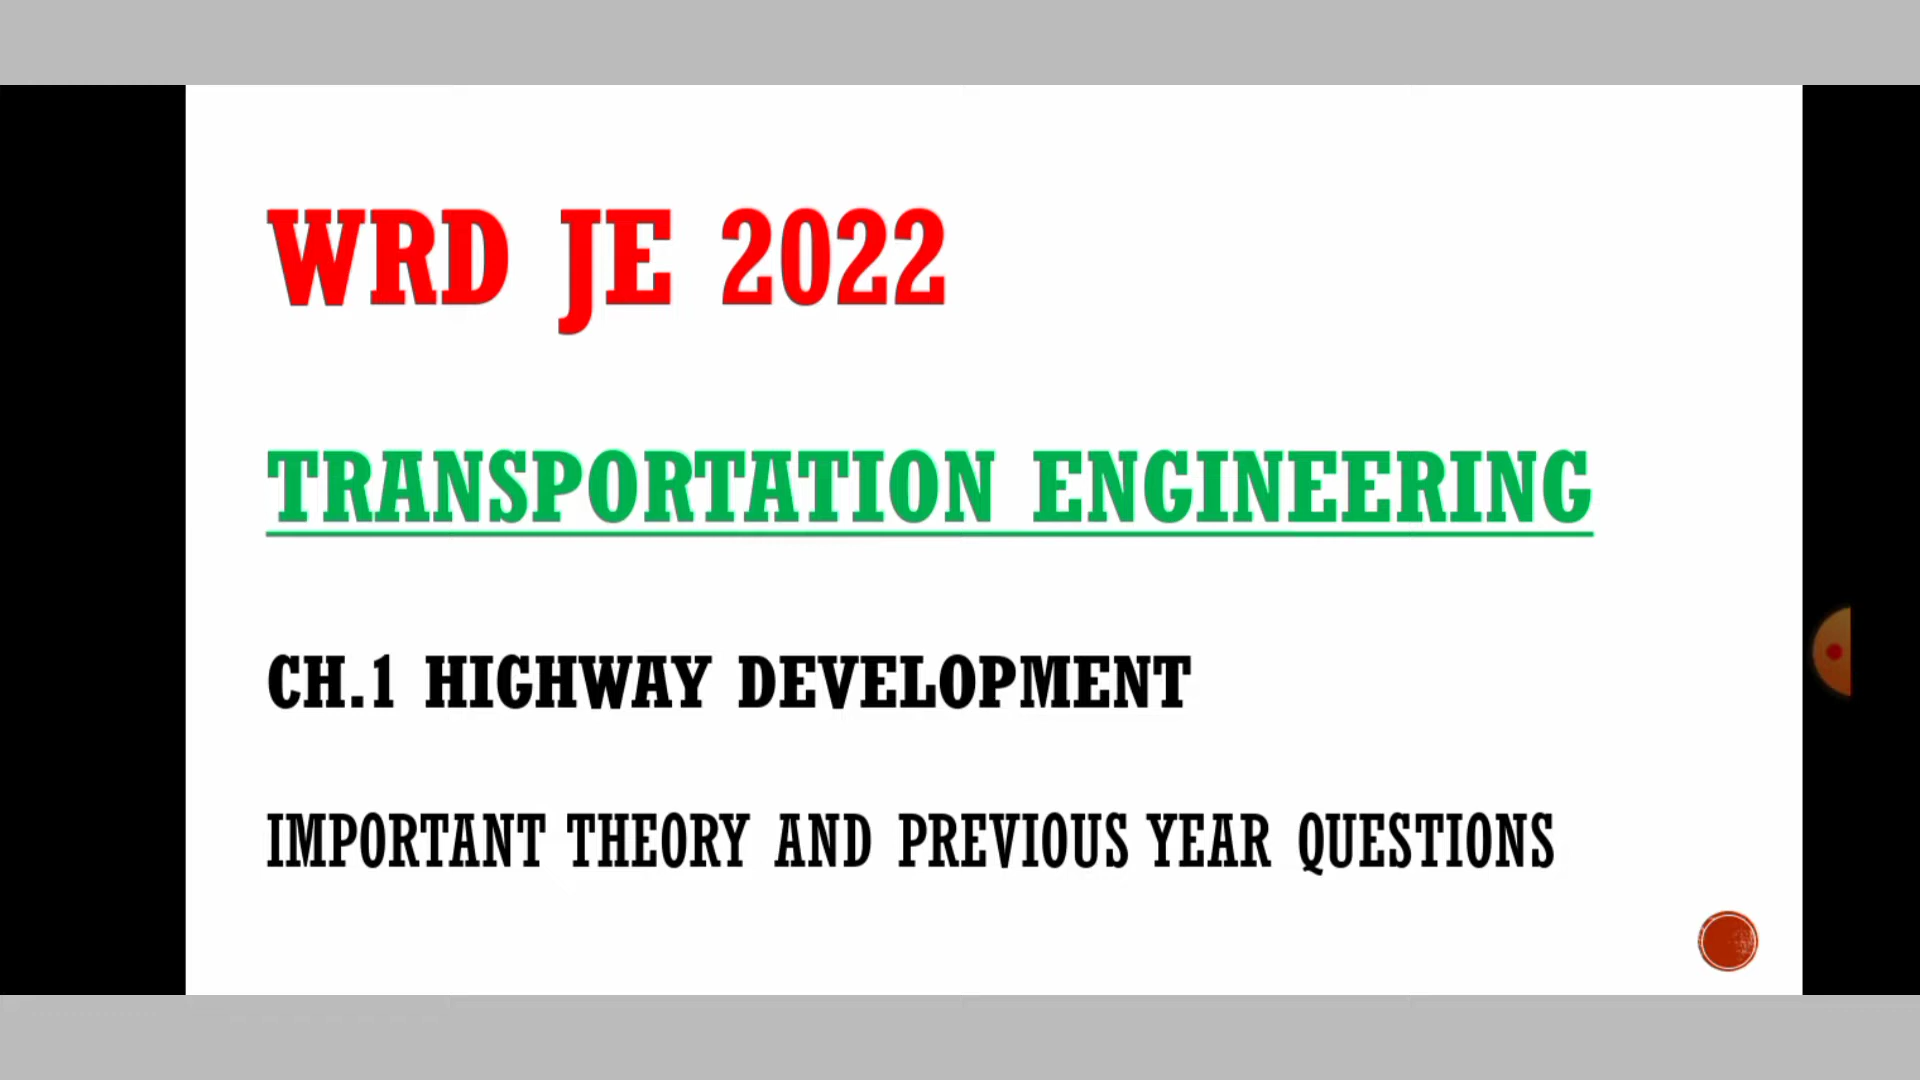 WRD JE 2022
TRANSPORTATION ENGINEERING
CH.1 HIGHWAY DEVELOPMENT
IMPORTANT THEORY AND PREVIOUS YEAR QUESTIONS